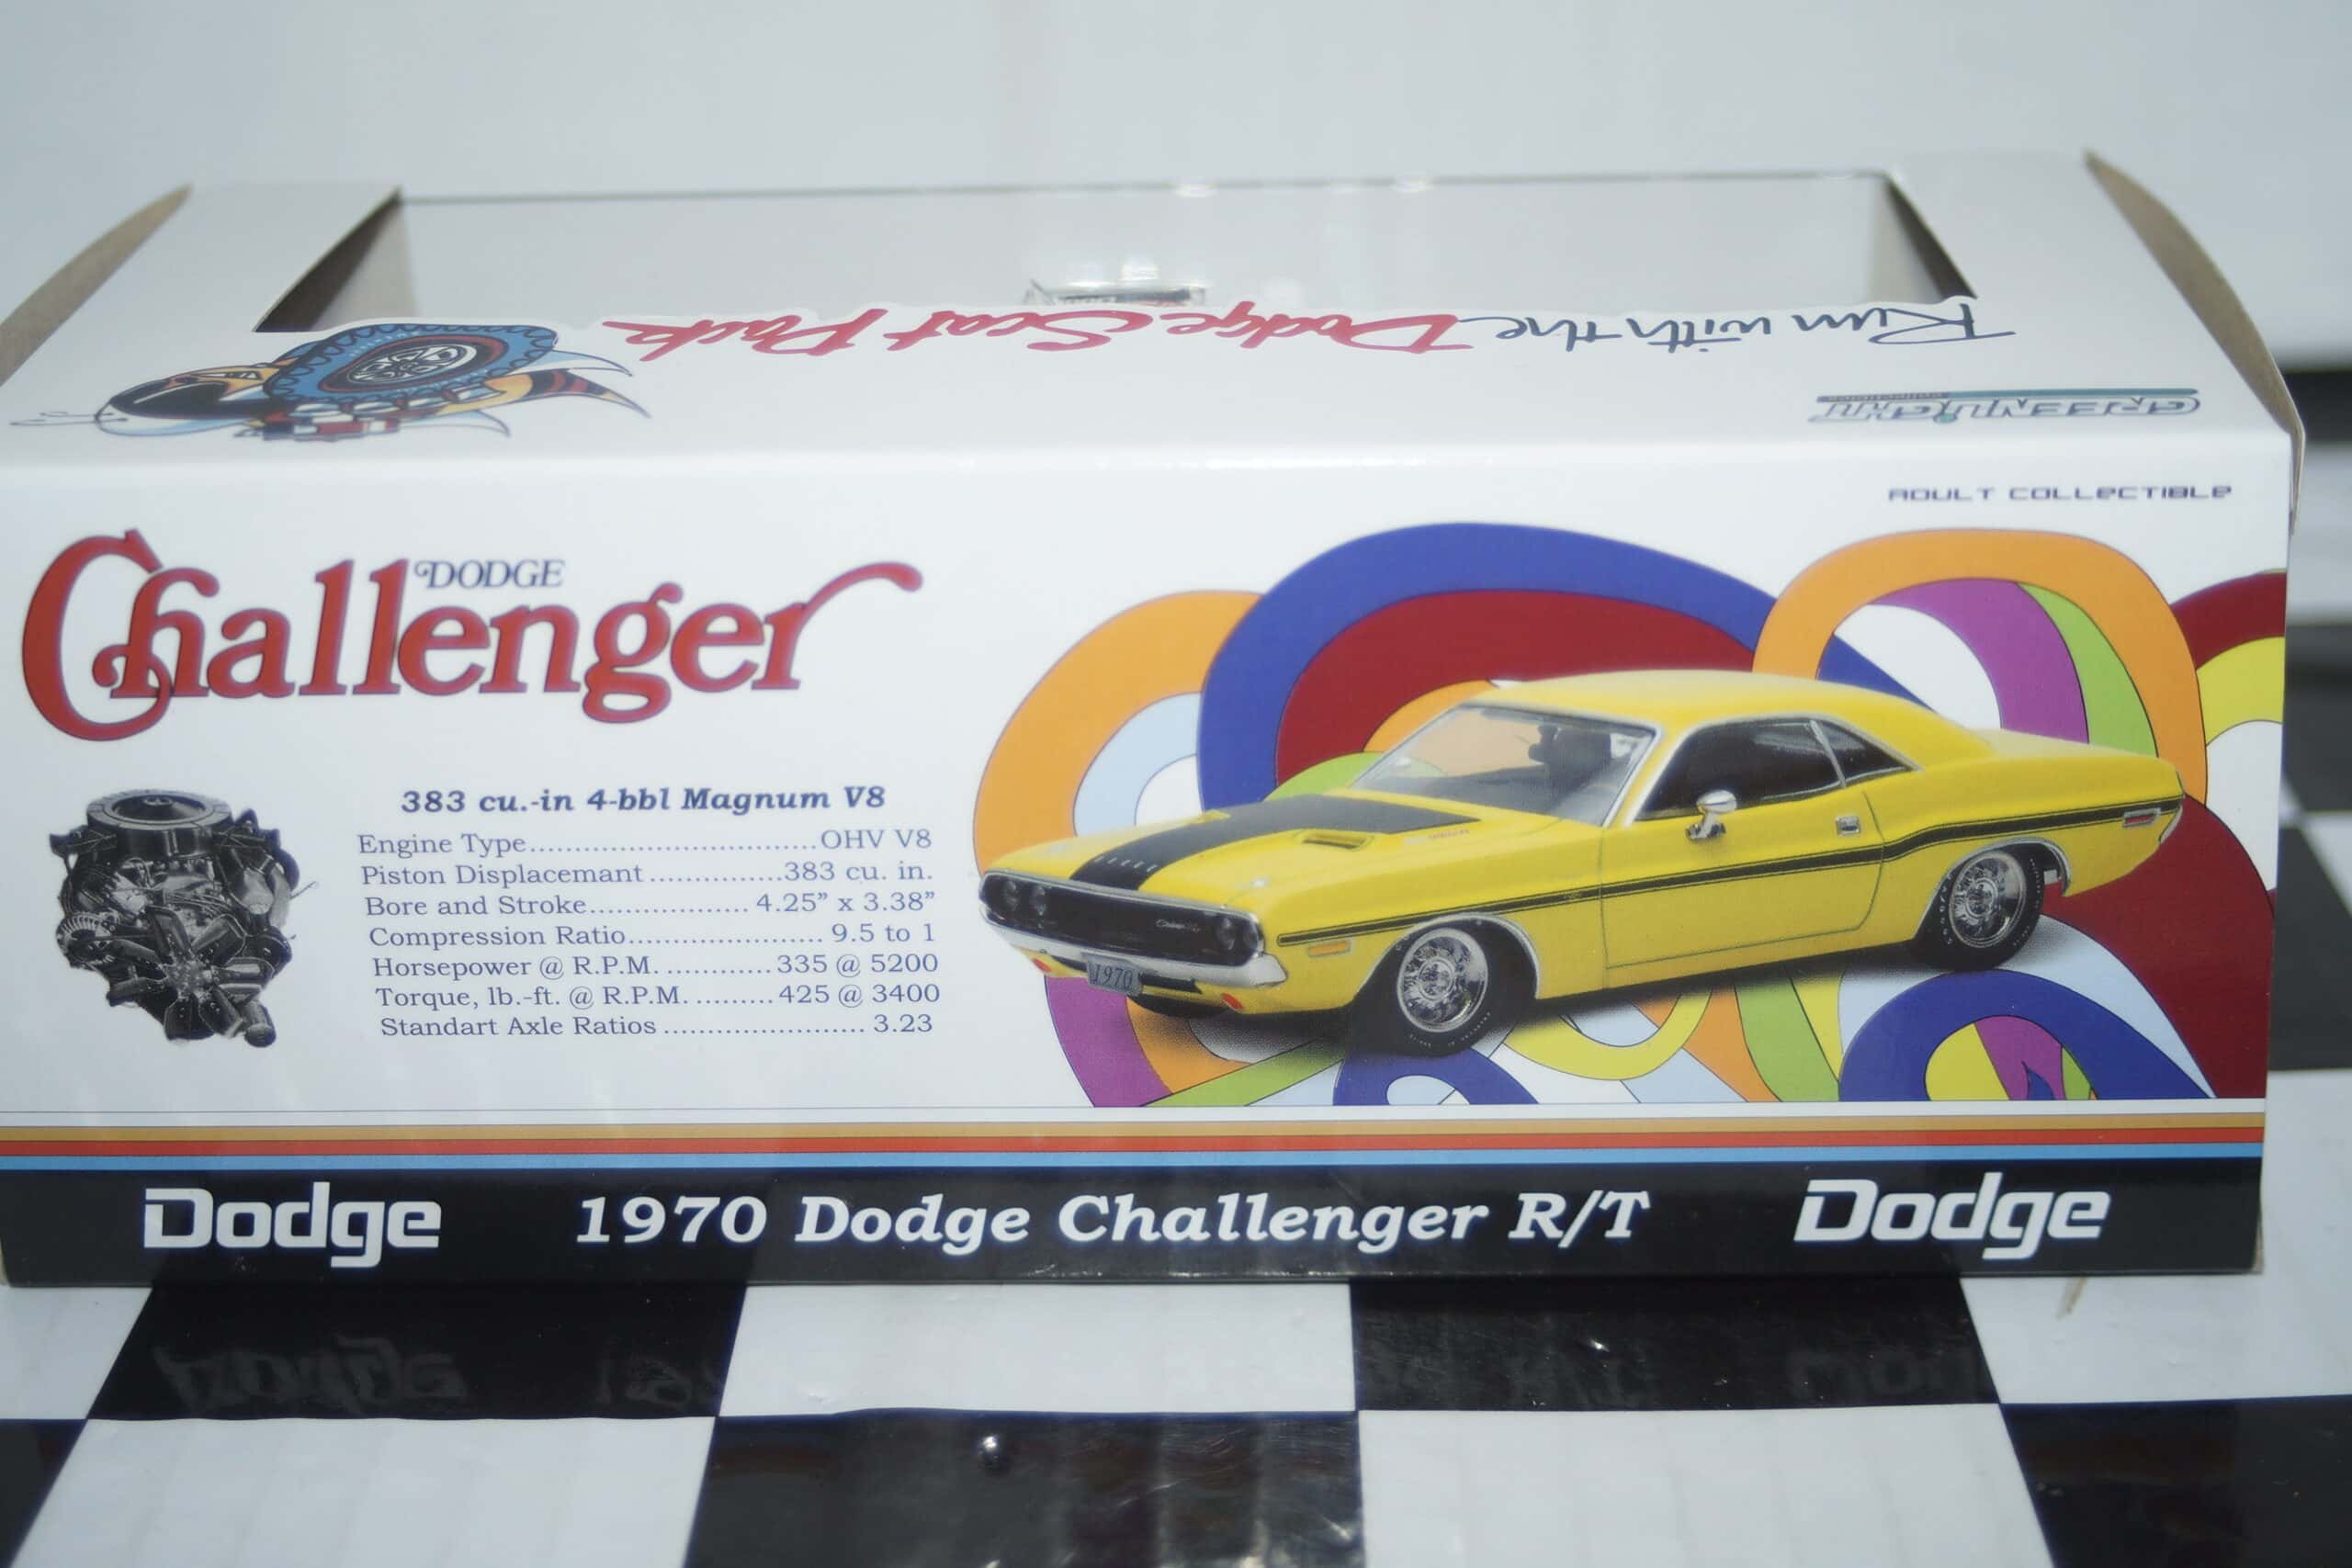 Run with the Dodge Scat Pack
GREENLIGHT
ADULT COLLECTIBLE
DODGE
Challenger
383 cu.-in 4-bbl Magnum V8
Engine Type...............................OHV V8
Piston Displacemant...............383 cu. in.
Bore and Stroke.................. 4.25” x 3.38”
Compression Ratio...................... 9.5 to 1
Horsepower @ R.P.M. ............335 @ 5200
Torque, lb.-ft. @ R.P.M. .........425 @ 3400
Standart Axle Ratios ....................... 3.23
1970
Dodge 1970 Dodge Challenger R/T Dodge